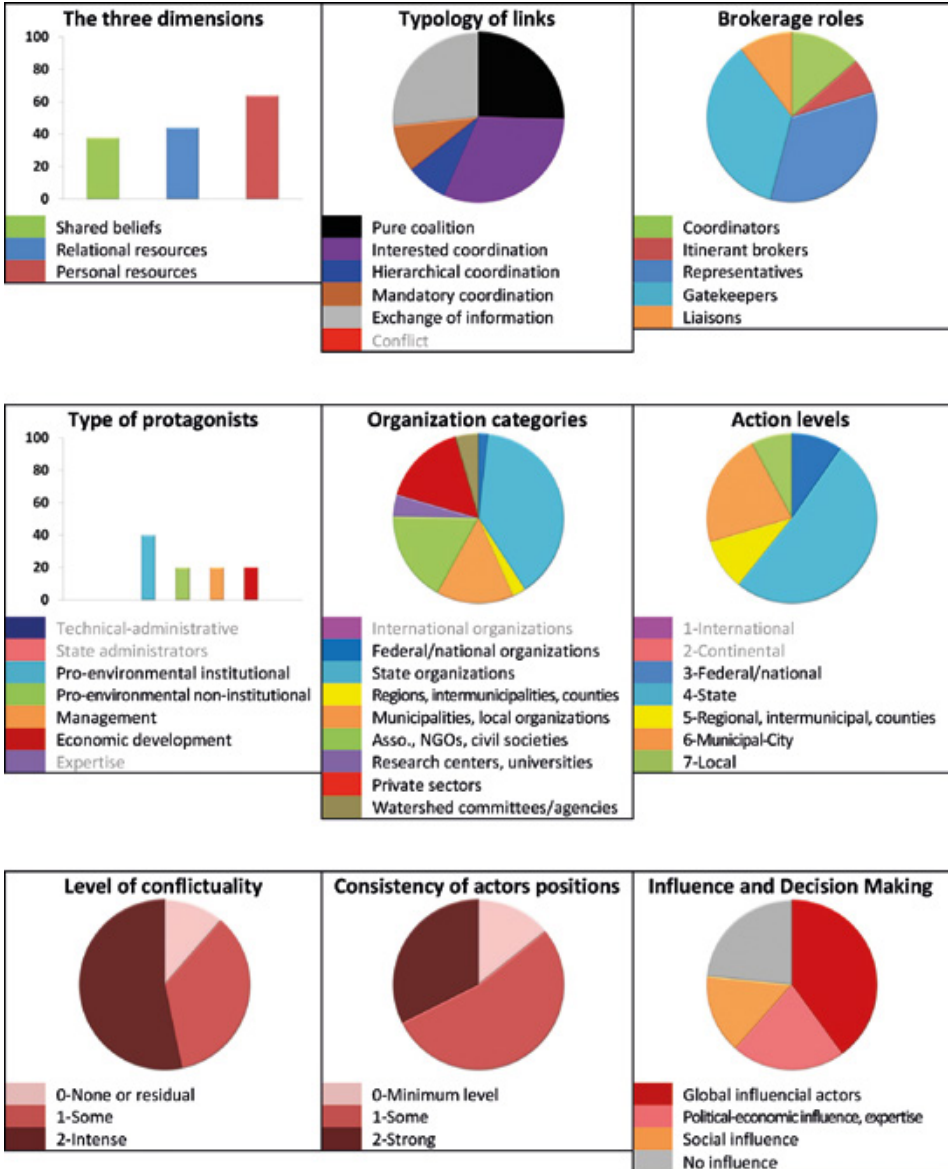 The three dimensions
100
80
60
40
20
0
Shared beliefs
Relational resources
Personal resources
Typology of links
Pure coalition
Interested coordination
Hierarchical coordination
Mandatory coordination
Exchange of information
Conflict
Brokerage roles
Coordinators
Itinerant brokers
Representatives
Gatekeepers
Liaisons
Type of protagonists
100
80
60
40
20
0
Technical-administrative
State administrators
Pro-environmental institutional
Pro-environmental non-institutional
Management
Economic development
Expertise
Organization categories
International organizations
Federal/national organizations
State organizations
Regions, intermunicipalities, counties
Municipalities, local organizations
Asso., NGOs, civil societies
Research centers, universities
Private sectors
Watershed committees/agencies
Action levels
1-International
2-Continental
3-Federal/national
4-State
5-Regional, intermunicipal, counties
6-Municipal-City
7-Local
Level of conflictuality
0-None or residual
1-Some
2-Intense
Consistency of actors positions
0-Minimum level
1-Some
2-Strong
Influence and Decision Making
Global influencial actors
Political-economic influence, expertise
Social influence
No influence